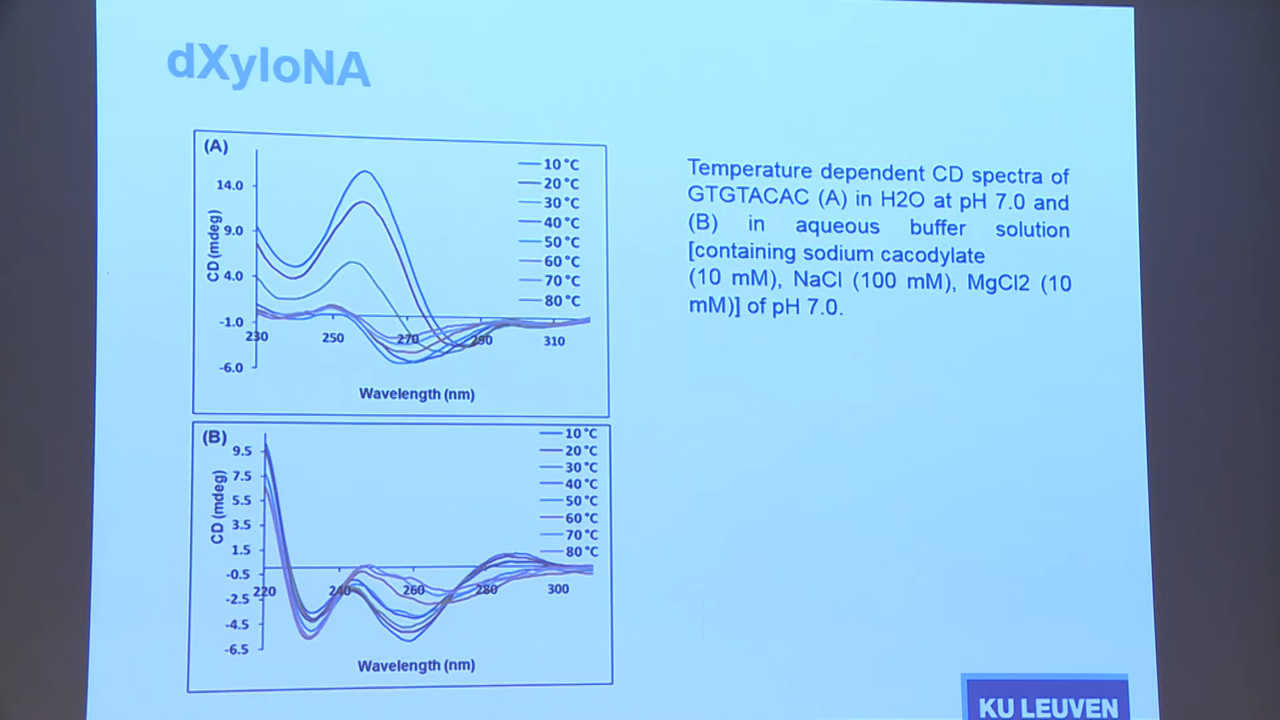 dXyloNA
(A)
10 °C
20 °C
30 °C
40 °C
50 °C
60 °C
70 °C
80 °C
CD (mdeg)
14.0
9.0
4.0
-1.0
-6.0
230
250
270
290
310
Wavelength (nm)
(B)
10 °C
20 °C
30 °C
40 °C
50 °C
60 °C
70 °C
80 °C
CD (mdeg)
9.5
7.5
5.5
3.5
1.5
-0.5
-2.5
-4.5
-6.5
220
240
260
280
300
Wavelength (nm)
Temperature dependent CD spectra of
GTGTACAC (A) in H2O at pH 7.0 and
(B) in aqueous buffer solution
[containing sodium cacodylate
(10 mM), NaCl (100 mM), MgCl2 (10
mM)] of pH 7.0.
KU LEUVEN